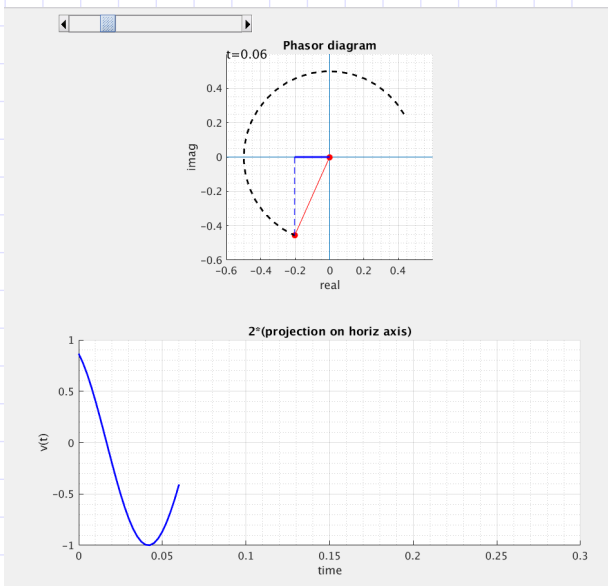 Phasor diagram
t=0.06
0.4
0.2
0
−0.2
−0.4
−0.6
imag
−0.6 −0.4 −0.2 0 0.2 0.4
real
2*(projection on horiz axis)
1
0.5
0
−0.5
−1
v(t)
0 0.05 0.1 0.15 0.2 0.25 0.3
time